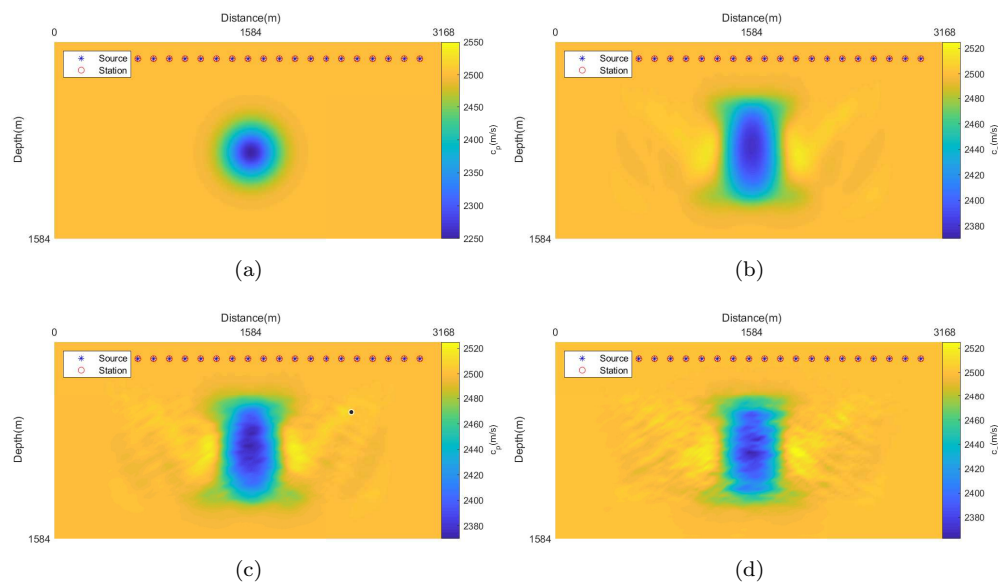 Distance(m)
0 1584 3168
Source
Station
Depth(m)
1584
2550
2500
2450
2400
2350
2300
2250
c_p(m/s)
(a)
Distance(m)
0 1584 3168
Source
Station
Depth(m)
1584
2520
2500
2480
2460
2440
2420
2400
2380
c_(m/s)
(b)
Distance(m)
0 1584 3168
Source
Station
Depth(m)
1584
2520
2500
2480
2460
2440
2420
2400
2380
c_p(m/s)
(c)
Distance(m)
0 1584 3168
Source
Station
Depth(m)
1584
2520
2500
2480
2460
2440
2420
2400
2380
c_(m/s)
(d)